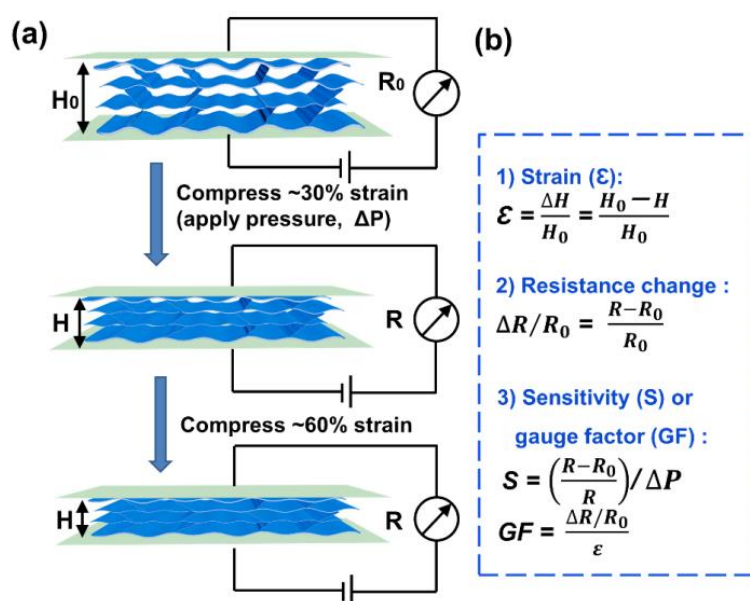 (a)
H₀
R₀
Compress ~30% strain
(apply pressure, ΔP)
H
R
Compress ~60% strain
H
R
(b)
1) Strain (Ɛ):
Ɛ = ΔH/H₀ = (H₀ − H)/H₀
2) Resistance change :
ΔR/R₀ = (R−R₀)/R₀
3) Sensitivity (S) or
gauge factor (GF) :
S = ((R−R₀)/R) / ΔP
GF = (ΔR/R₀)/ε